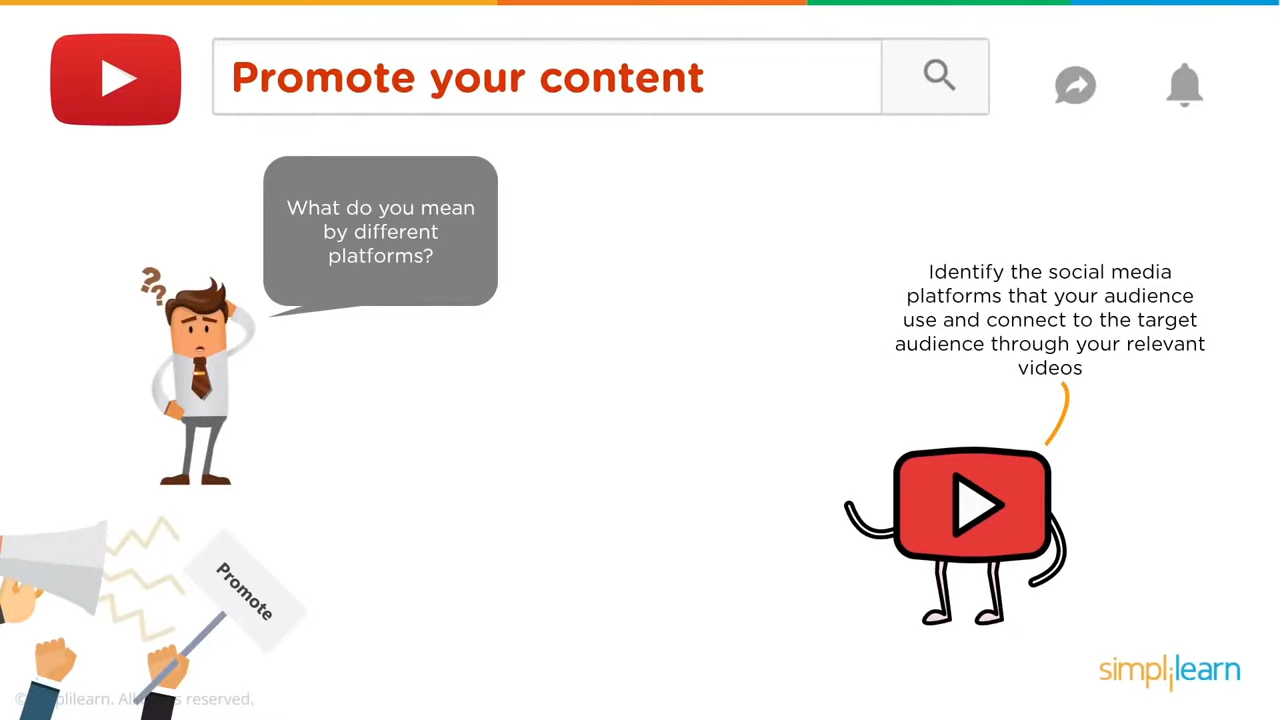 Promote your content
What do you mean
by different
platforms?
Identify the social media
platforms that your audience
use and connect to the target
audience through your relevant
videos
Promote
simplilearn
reserved.